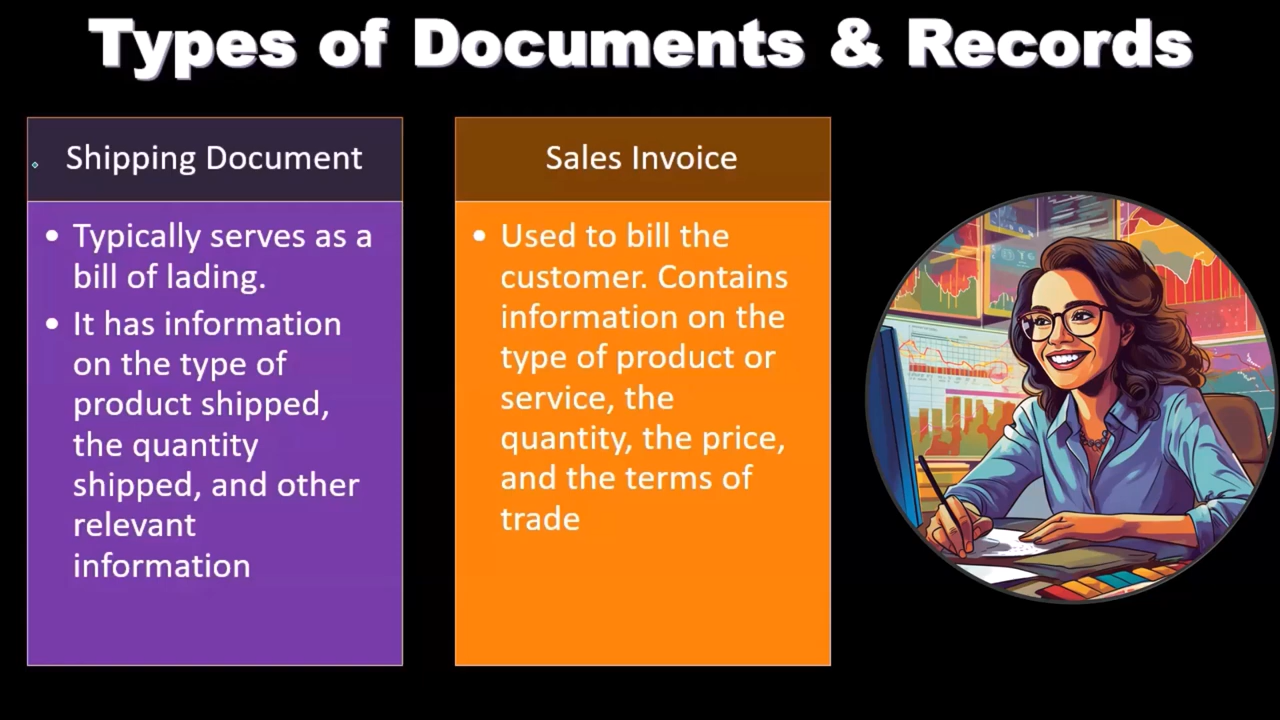 Types of Documents & Records
Shipping Document
• Typically serves as a
bill of lading.
• It has information
on the type of
product shipped,
the quantity
shipped, and other
relevant
information
Sales Invoice
• Used to bill the
customer. Contains
information on the
type of product or
service, the
quantity, the price,
and the terms of
trade